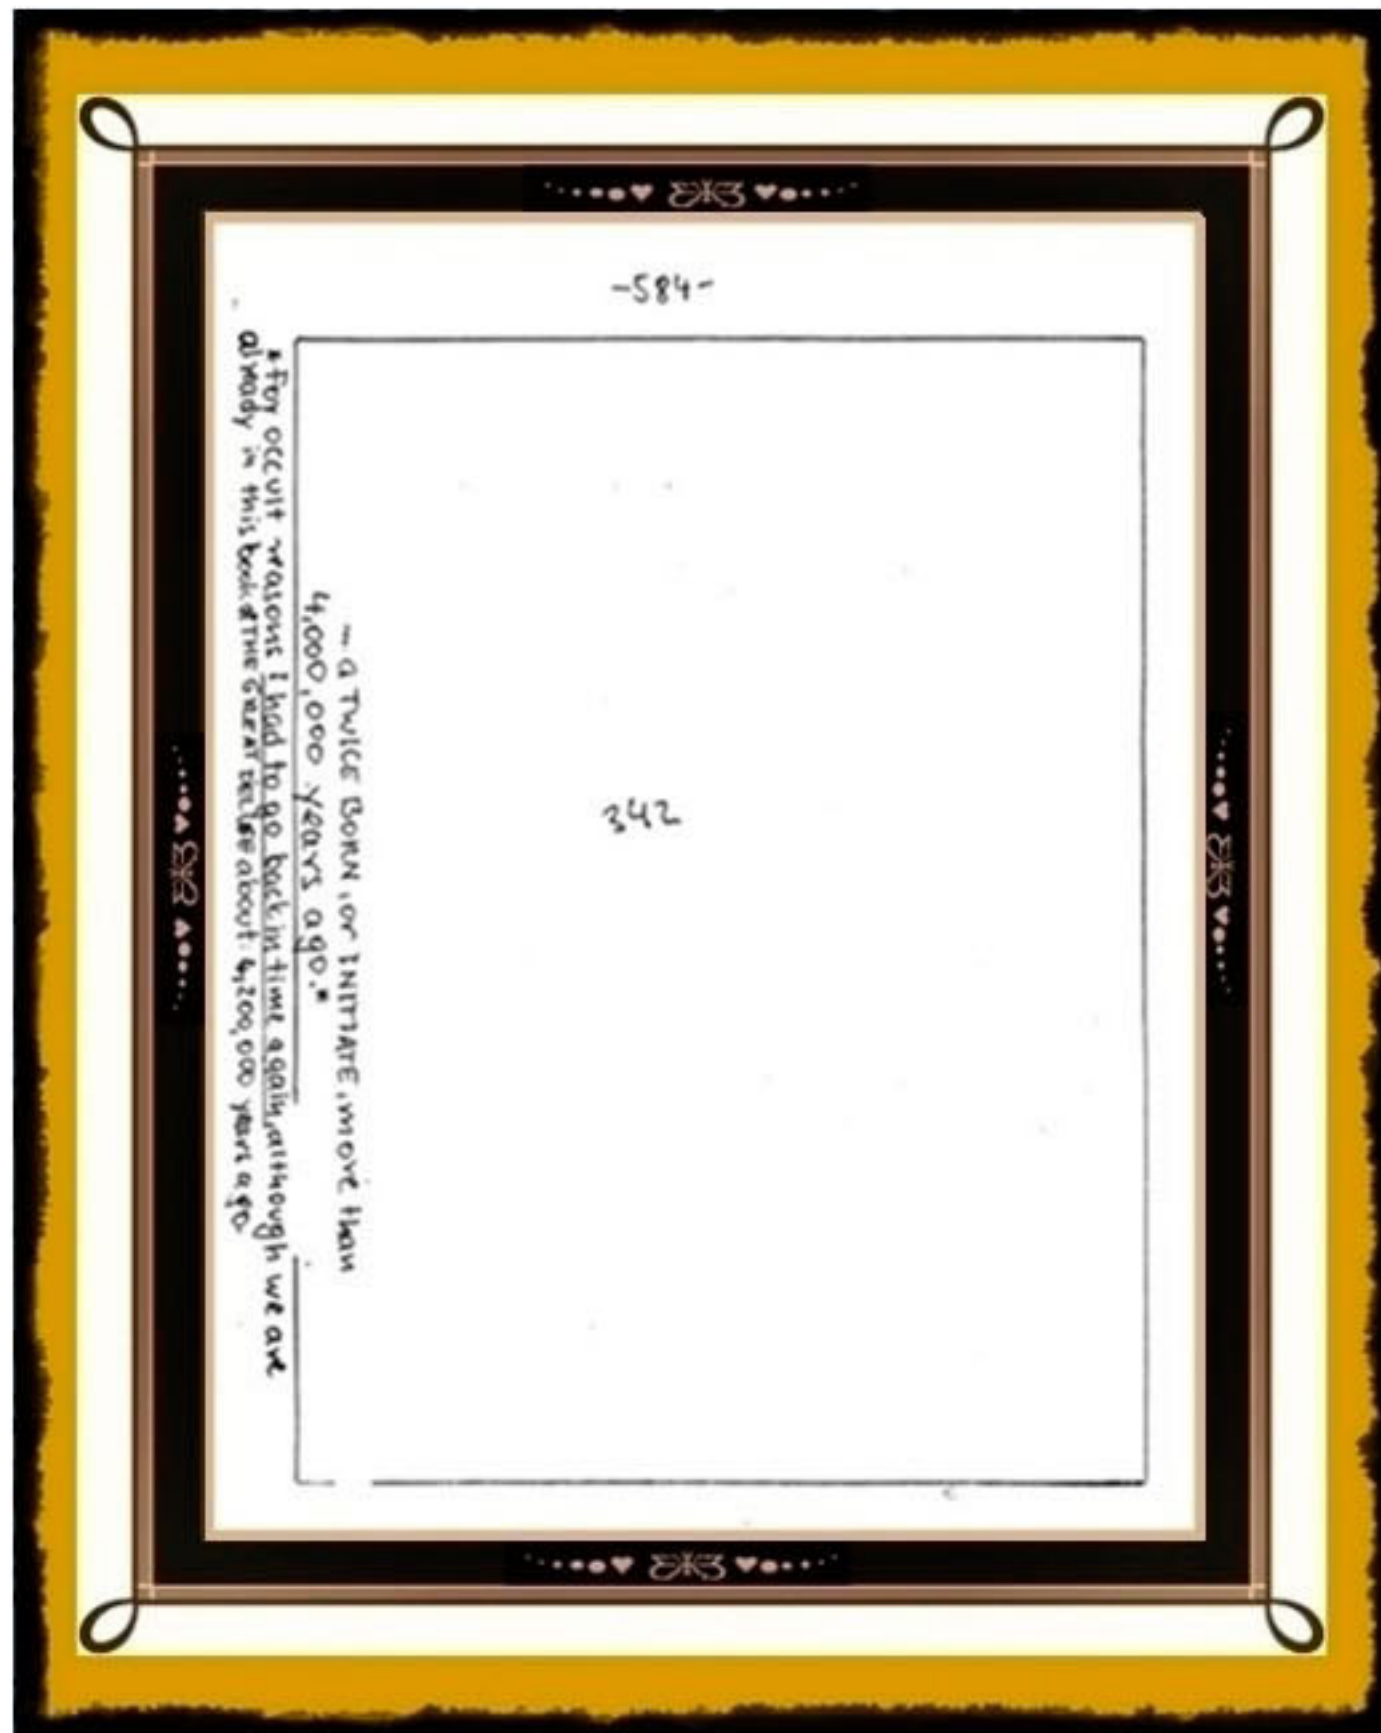 -584-
342
- a TWICE BORN, or INITIATE, more than
4,000,000 years ago.*
*For occult reasons I had to go back in time again, although we are
already in this book at THE GREAT DELUGE about: 4,200,000 years ago.